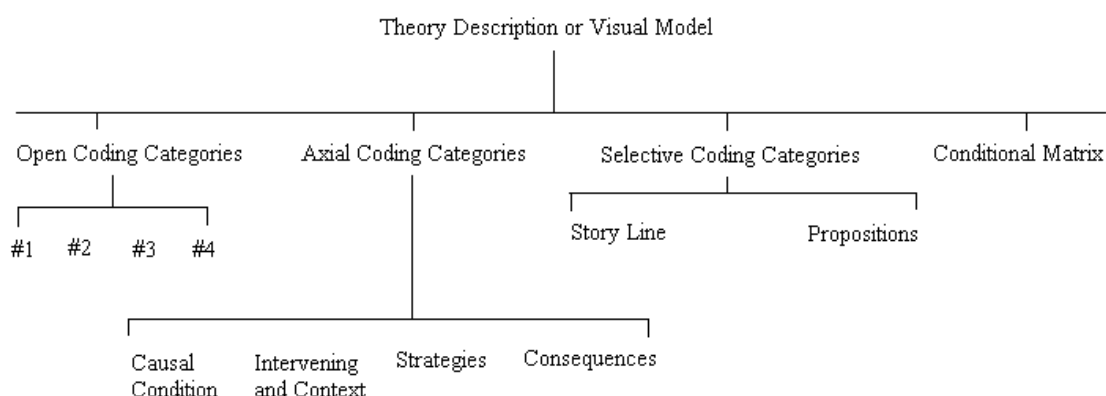 Theory Description or Visual Model
Open Coding Categories
Axial Coding Categories
Selective Coding Categories
Conditional Matrix
#1 #2 #3 #4
Story Line
Propositions
Causal
Condition
Intervening
and Context
Strategies
Consequences